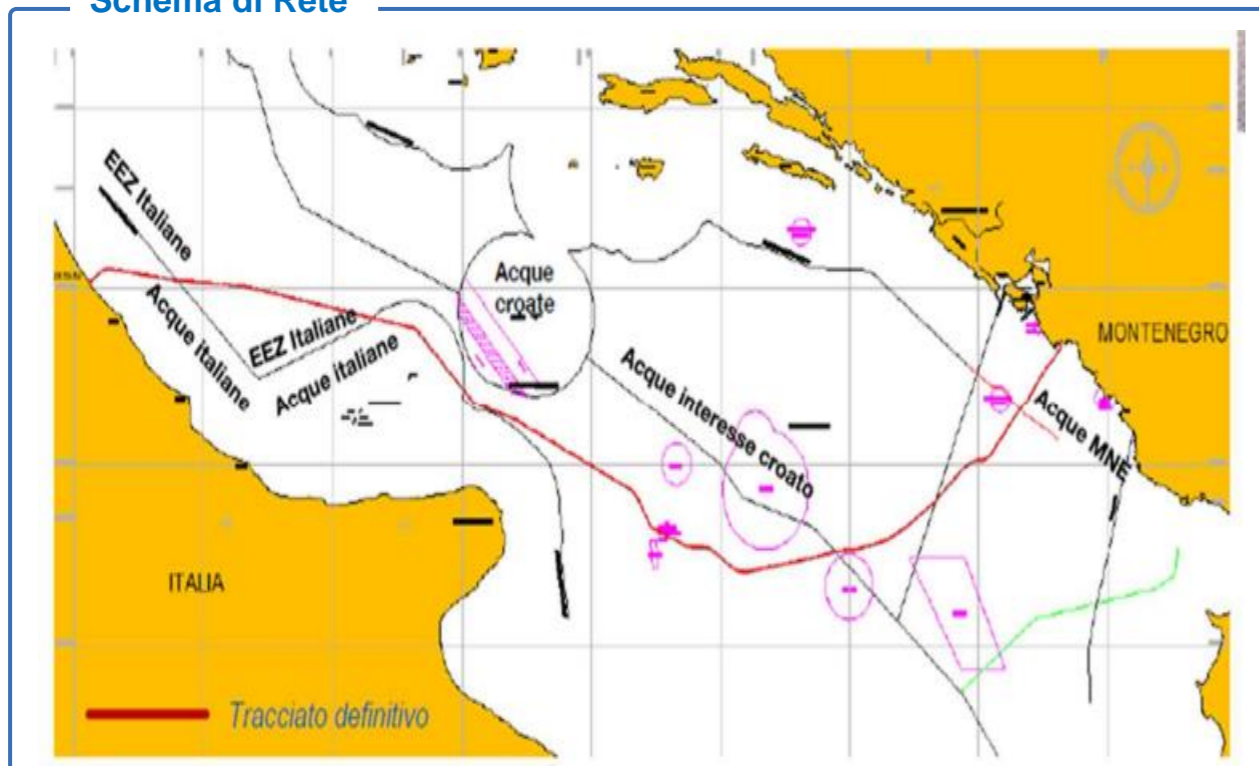 Schema di Rete
EEZ Italiane
Acque italiane
EEZ Italiane
Acque italiane
Acque
croate
Acque interesse croato
Acque MNE
MONTENEGRO
ITALIA
Tracciato definitivo